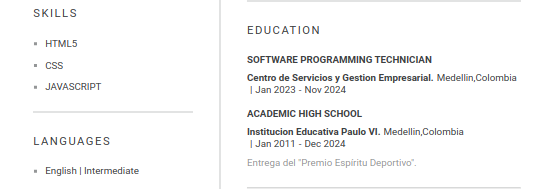 SKILLS
HTML5
CSS
JAVASCRIPT
LANGUAGES
English | Intermediate
EDUCATION
SOFTWARE PROGRAMMING TECHNICIAN
Centro de Servicios y Gestion Empresarial. Medellin,Colombia
| Jan 2023 - Nov 2024
ACADEMIC HIGH SCHOOL
Institucion Educativa Paulo VI. Medellin,Colombia
| Jan 2011 - Dec 2024
Entrega del "Premio Espíritu Deportivo".